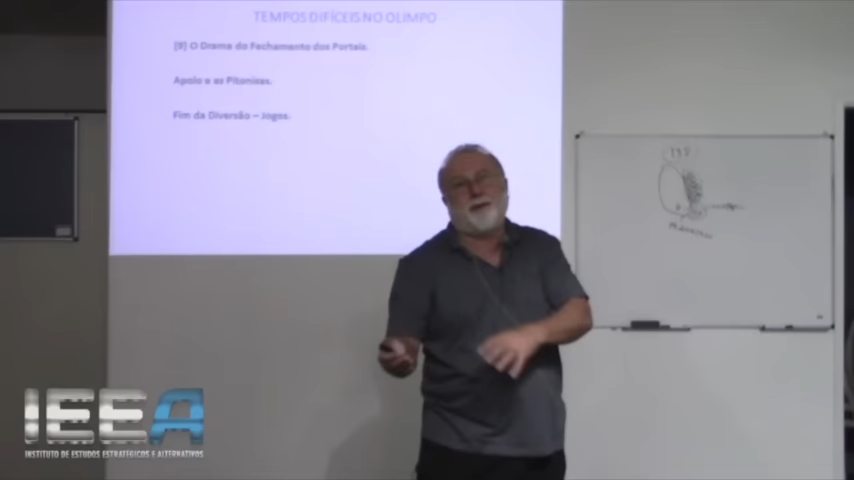 TEMPOS DIFÍCEIS NO OLIMPO
(9) O Drama do Fechamento dos Portais.
Apolo e as Pitonisas.
Fim da Diversão – Jogos.
IEEA
INSTITUTO DE ESTUDOS ESTRATÉGICOS E ALTERNATIVOS